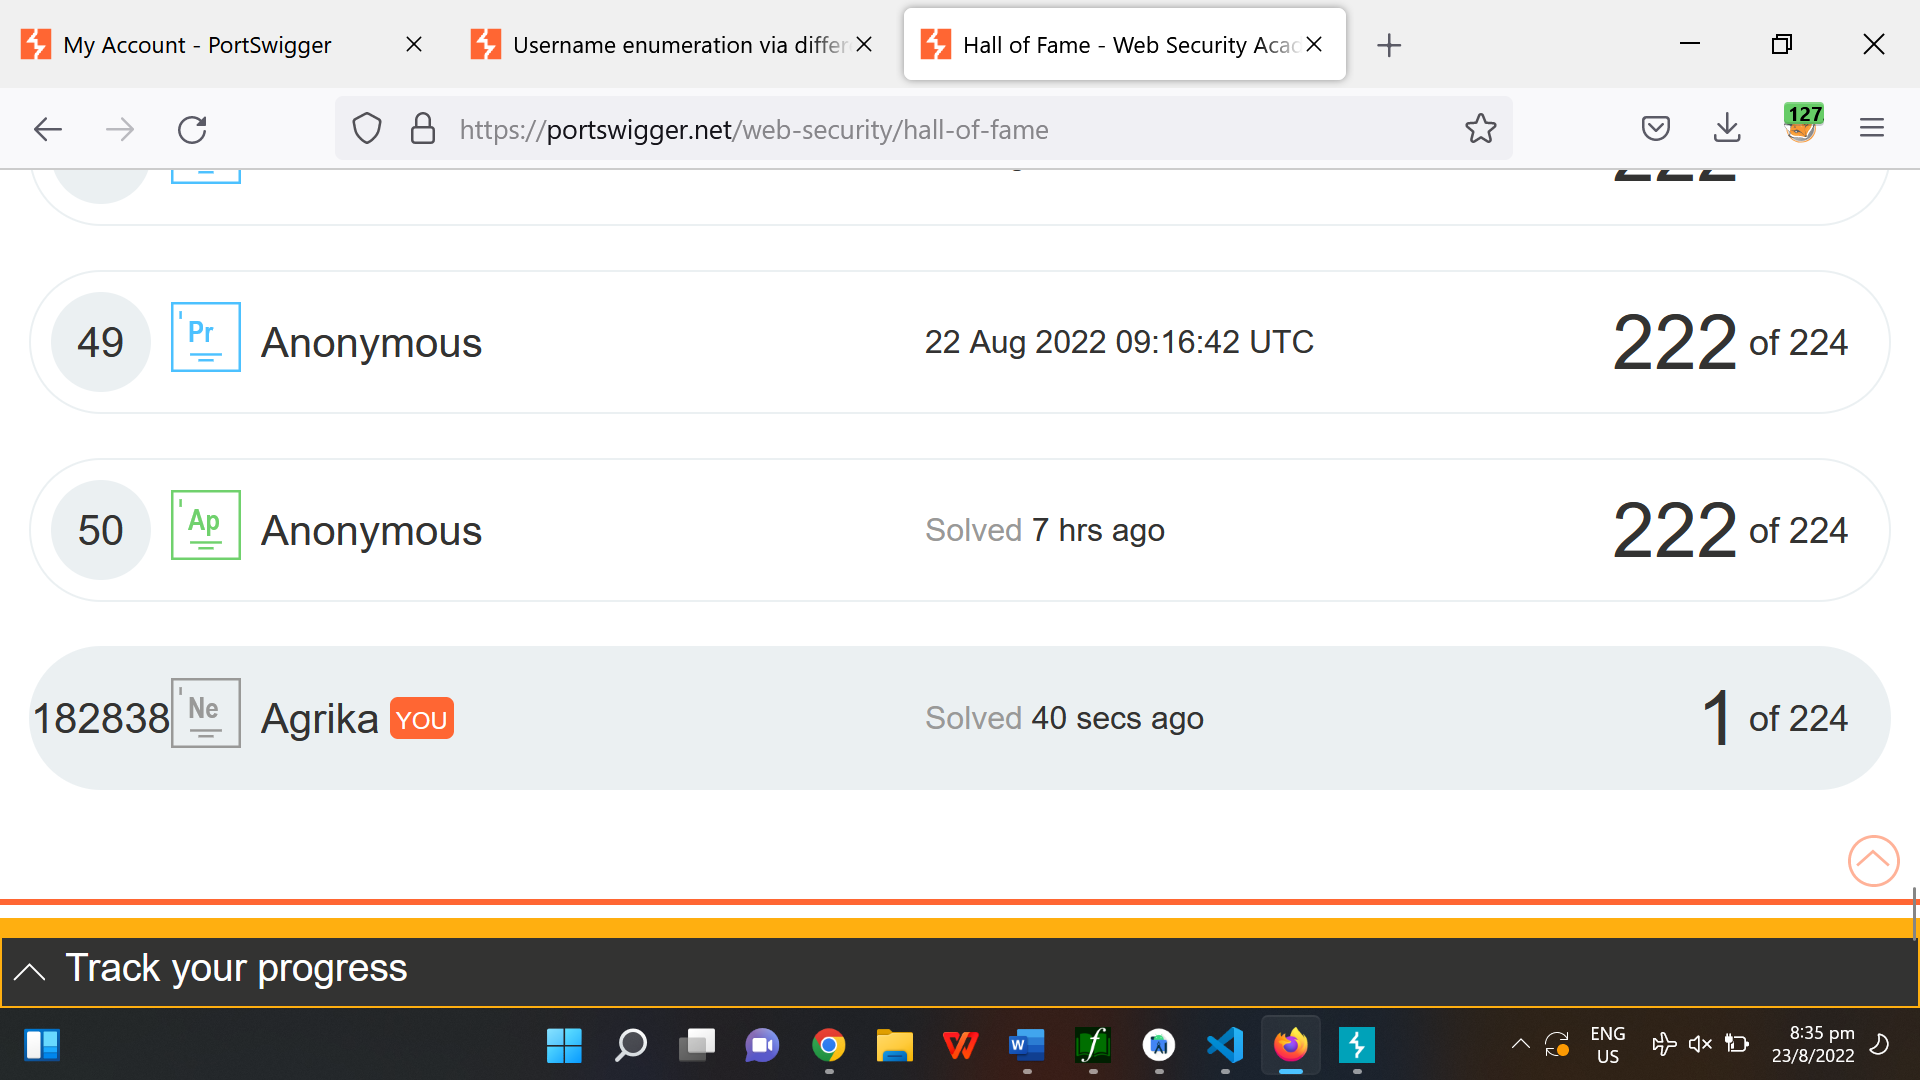 My Account - PortSwigger
Username enumeration via differ
Hall of Fame - Web Security Acad
https://portswigger.net/web-security/hall-of-fame
127
222
49
Pr
Anonymous
22 Aug 2022 09:16:42 UTC
222 of 224
50
Ap
Anonymous
Solved 7 hrs ago
222 of 224
182838
Ne
Agrika YOU
Solved 40 secs ago
1 of 224
Track your progress
ENG
US
8:35 pm
23/8/2022